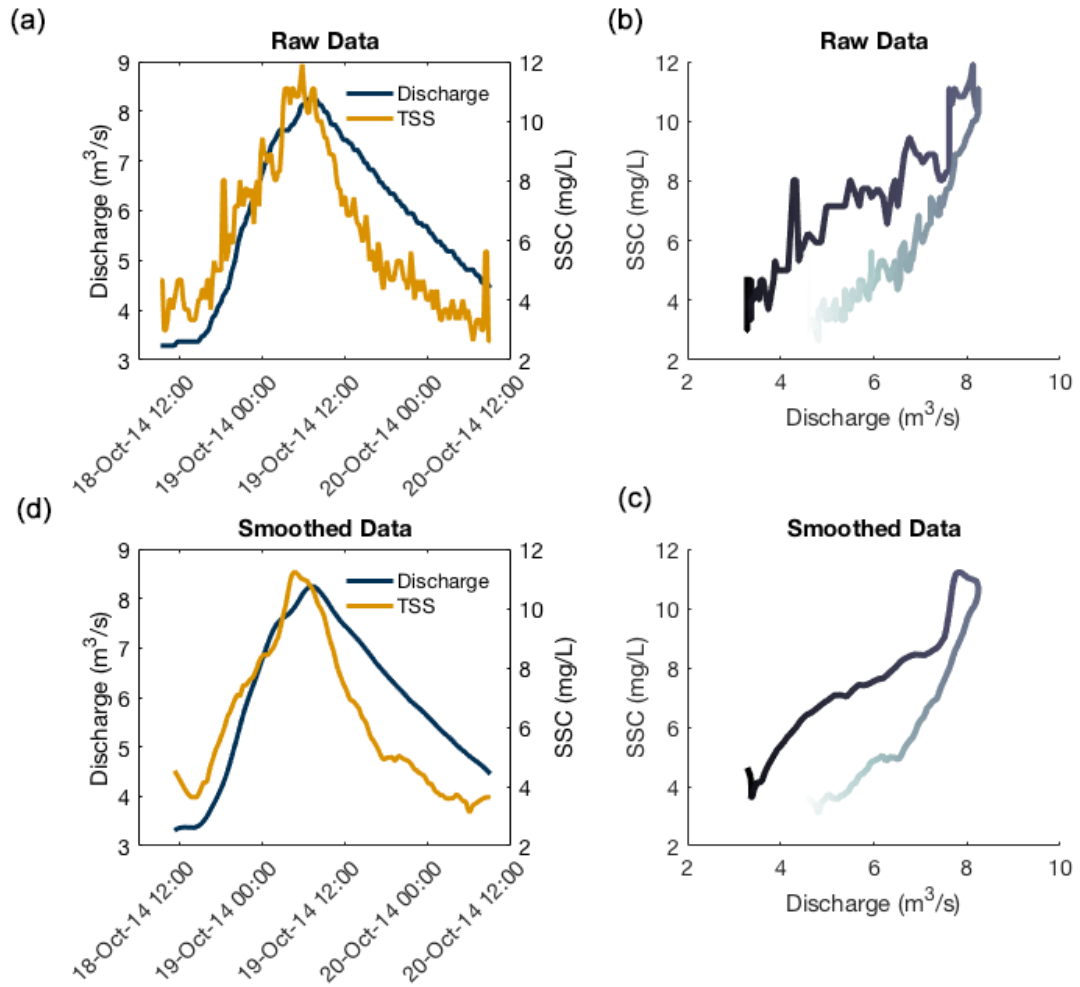 (a)
Raw Data
9
8
7
6
5
4
3
Discharge (m³/s)
12
10
8
6
4
2
SSC (mg/L)
Discharge
TSS
18-Oct-14 12:00
19-Oct-14 00:00
19-Oct-14 12:00
20-Oct-14 00:00
20-Oct-14 12:00
(b)
Raw Data
12
10
8
6
4
2
SSC (mg/L)
2 4 6 8 10
Discharge (m³/s)
(d)
Smoothed Data
9
8
7
6
5
4
3
Discharge (m³/s)
12
10
8
6
4
2
SSC (mg/L)
Discharge
TSS
18-Oct-14 12:00
19-Oct-14 00:00
19-Oct-14 12:00
20-Oct-14 00:00
20-Oct-14 12:00
(c)
Smoothed Data
12
10
8
6
4
2
SSC (mg/L)
2 4 6 8 10
Discharge (m³/s)